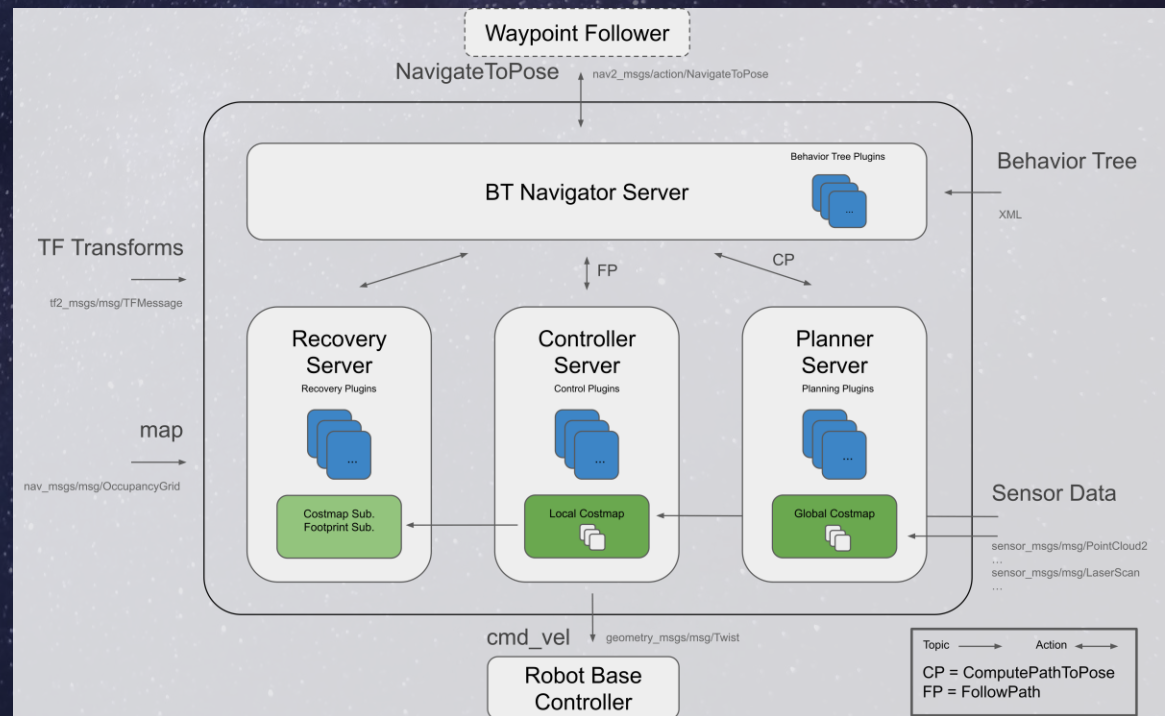 Waypoint Follower
NavigateToPose
nav2_msgs/action/NavigateToPose
Behavior Tree Plugins
BT Navigator Server
...
Behavior Tree
XML
TF Transforms
tf2_msgs/msg/TFMessage
FP
CP
Recovery
Server
Recovery Plugins
...
Controller
Server
Control Plugins
...
Planner
Server
Planning Plugins
...
map
nav_msgs/msg/OccupancyGrid
Costmap Sub.
Footprint Sub.
Local Costmap
Global Costmap
Sensor Data
sensor_msgs/msg/PointCloud2
...
sensor_msgs/msg/LaserScan
...
cmd_vel
geometry_msgs/msg/Twist
Robot Base
Controller
Topic
Action
CP = ComputePathToPose
FP = FollowPath